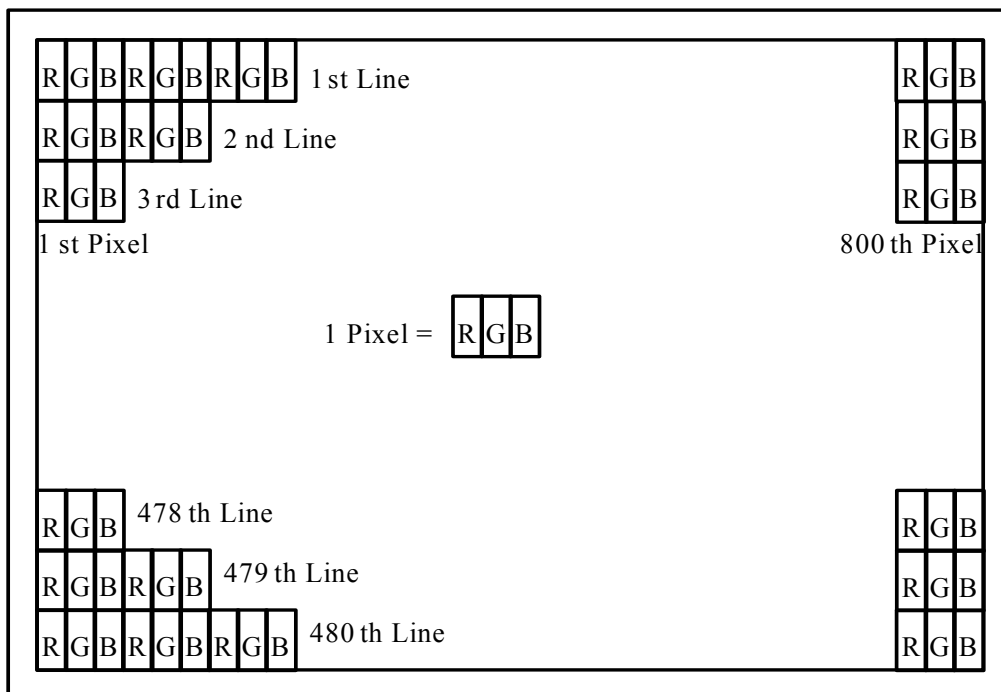 R G B R G B R G B 1 st Line R G B
R G B R G B 2 nd Line R G B
R G B 3 rd Line R G B
1 st Pixel 800 th Pixel
1 Pixel = R G B
R G B 478 th Line R G B
R G B R G B 479 th Line R G B
R G B R G B R G B 480 th Line R G B